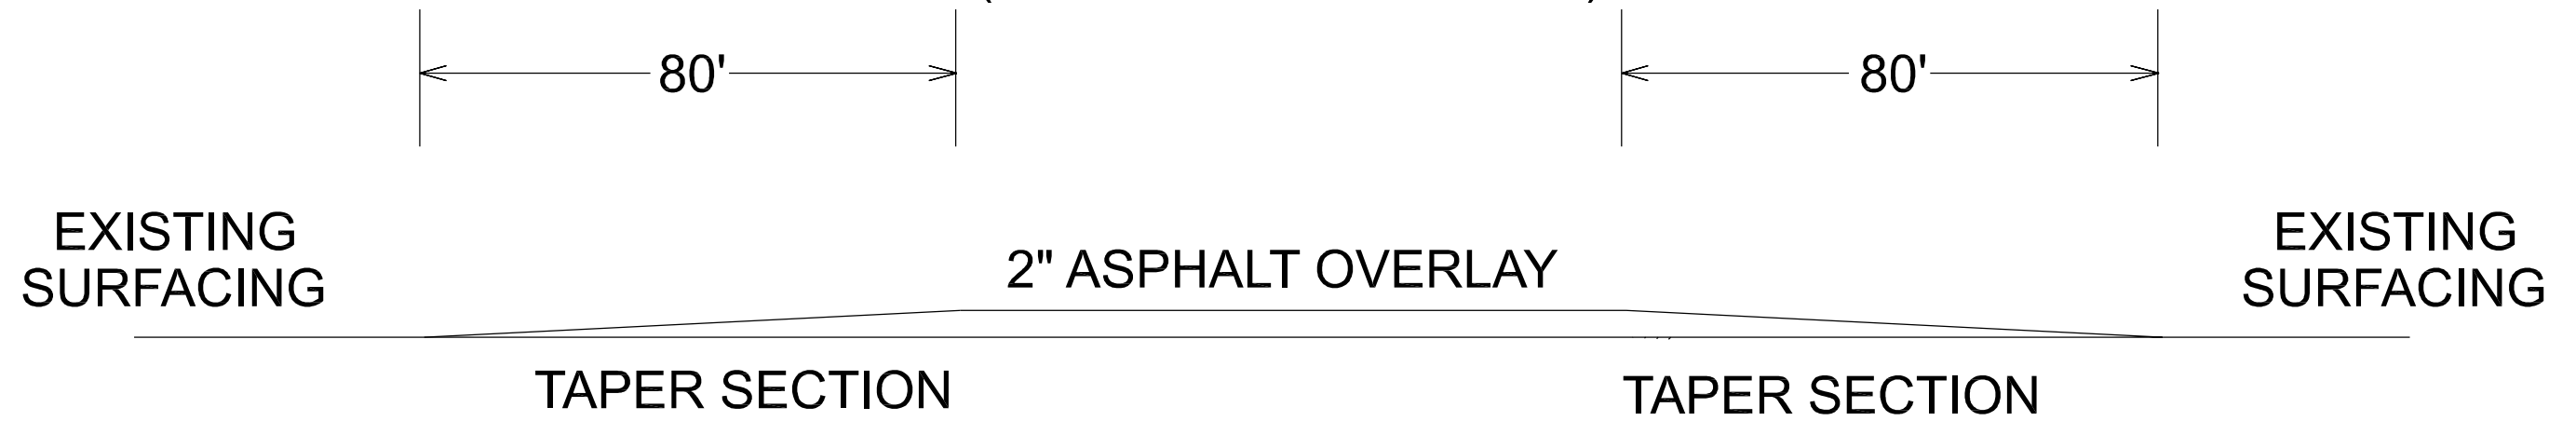 80'
80'
EXISTING
SURFACING
2" ASPHALT OVERLAY
EXISTING
SURFACING
TAPER SECTION
TAPER SECTION